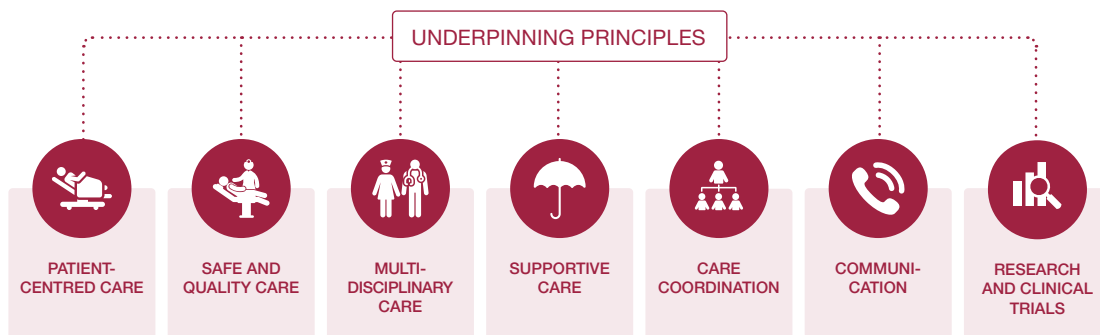 UNDERPINNING PRINCIPLES
PATIENT-
CENTRED CARE
SAFE AND
QUALITY CARE
MULTI-
DISCIPLINARY
CARE
SUPPORTIVE
CARE
CARE
COORDINATION
COMMUNI-
CATION
RESEARCH
AND CLINICAL
TRIALS